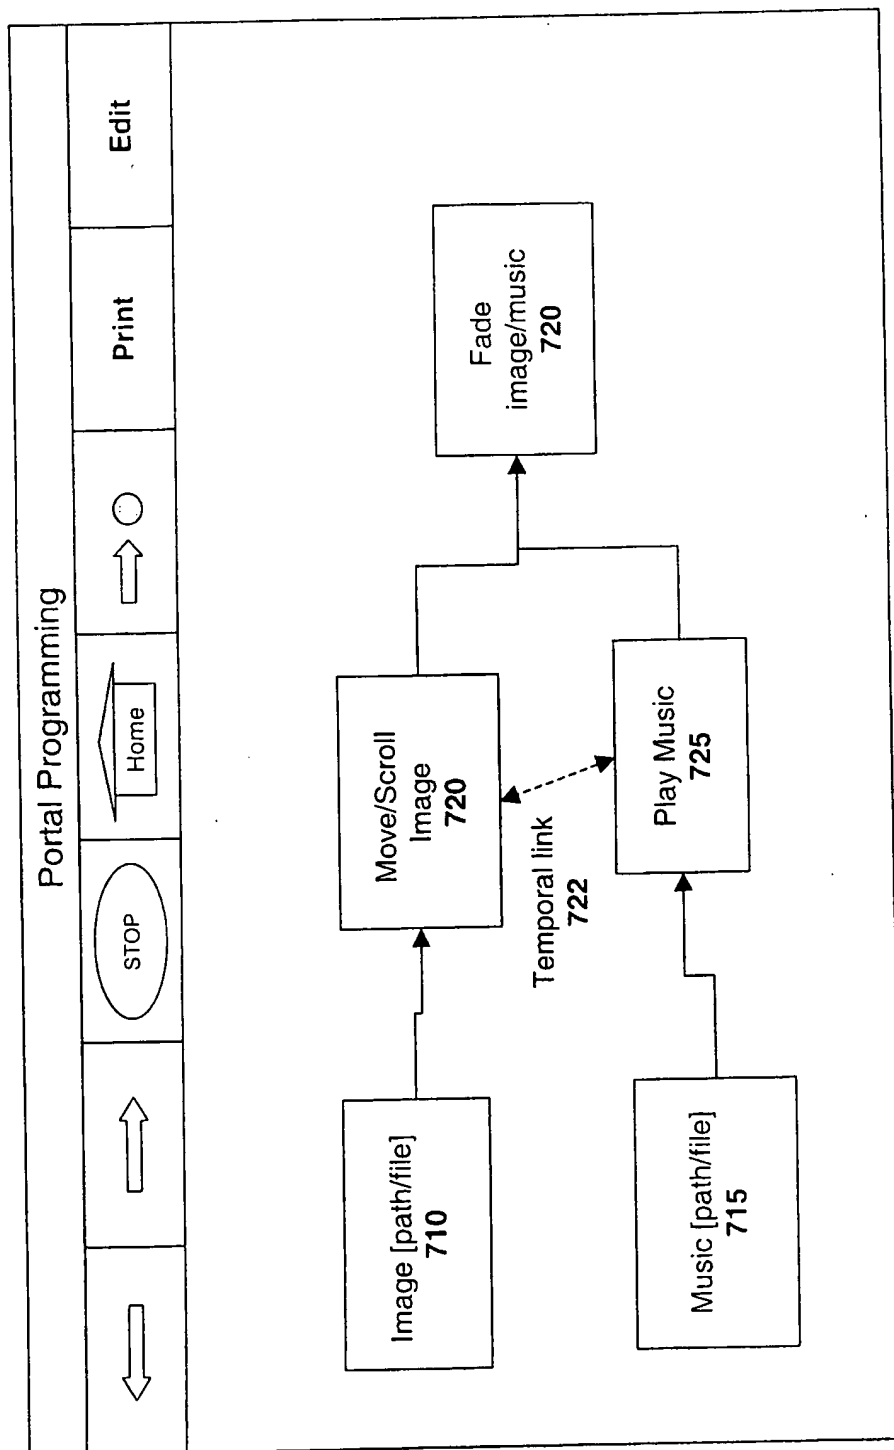 Portal Programming
STOP
Home
Print
Edit
Image [path/file]
710
Move/Scroll
Image
720
Temporal link
722
Music [path/file]
715
Play Music
725
Fade
image/music
720